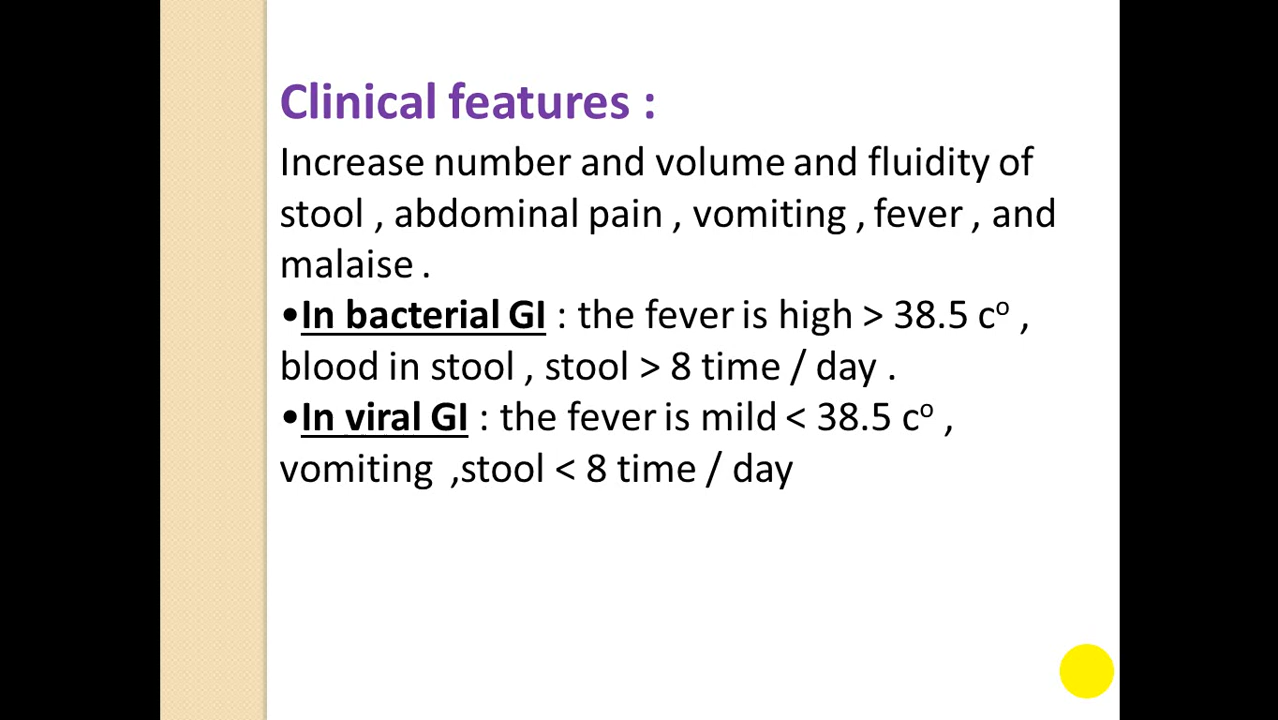 Clinical features :
Increase number and volume and fluidity of
stool , abdominal pain , vomiting , fever , and
malaise .
•In bacterial GI : the fever is high > 38.5 cº ,
blood in stool , stool > 8 time / day .
•In viral GI : the fever is mild < 38.5 cº ,
vomiting ,stool < 8 time / day